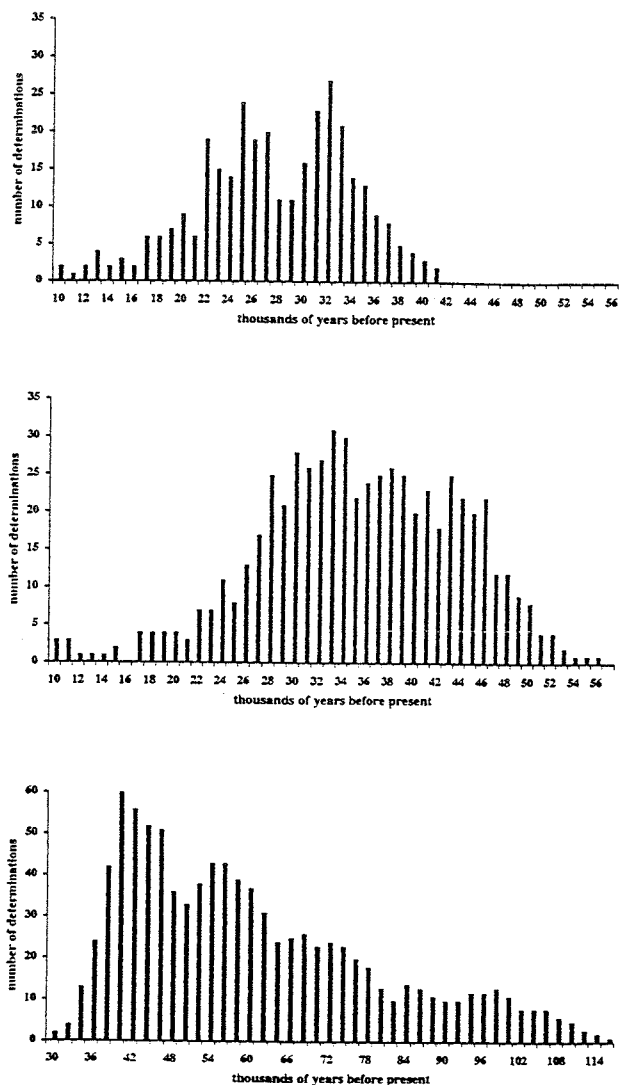 35
30
25
20
15
10
5
0
number of determinations
10 12 14 16 18 20 22 24 26 28 30 32 34 36 38 40 42 44 46 48 50 52 54 56
thousands of years before present
35
30
25
20
15
10
5
0
number of determinations
10 12 14 16 18 20 22 24 26 28 30 32 34 36 38 40 42 44 46 48 50 52 54 56
thousands of years before present
60
50
40
30
20
10
0
number of determinations
30 36 42 48 54 60 66 72 78 84 90 96 102 108 114
thousands of years before present